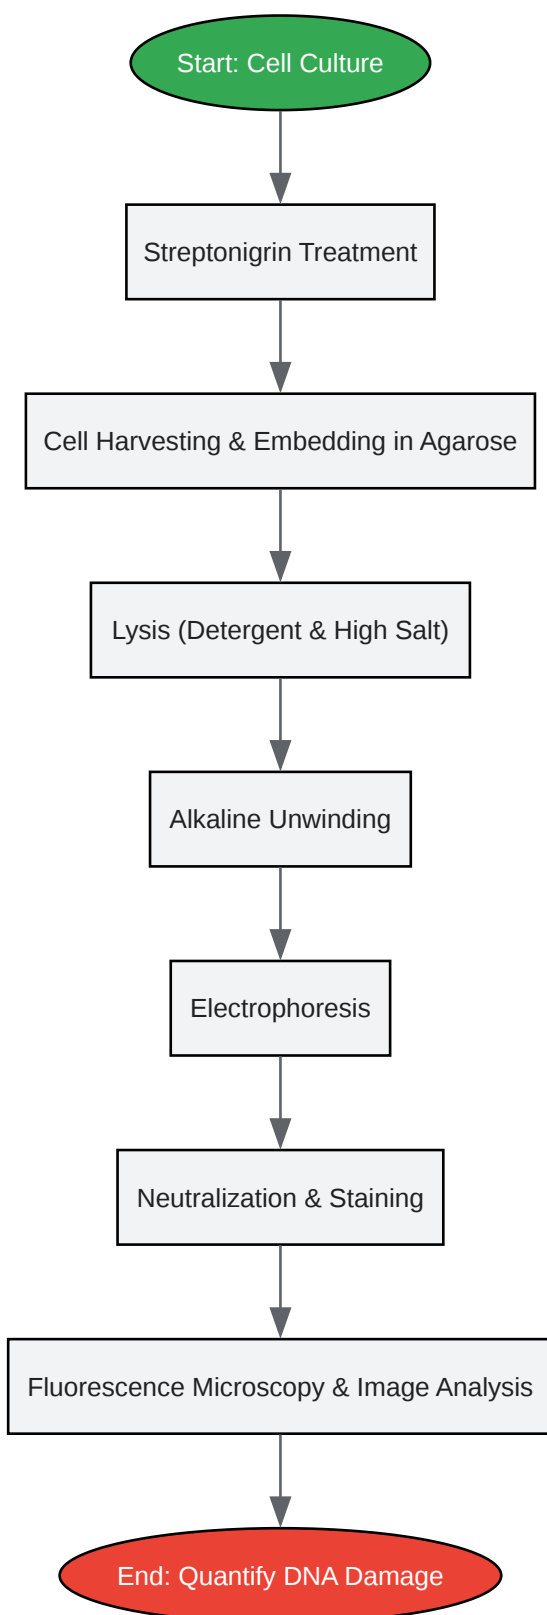 Start: Cell Culture
Streptonigrin Treatment
Cell Harvesting & Embedding in Agarose
Lysis (Detergent & High Salt)
Alkaline Unwinding
Electrophoresis
Neutralization & Staining
Fluorescence Microscopy & Image Analysis
End: Quantify DNA Damage